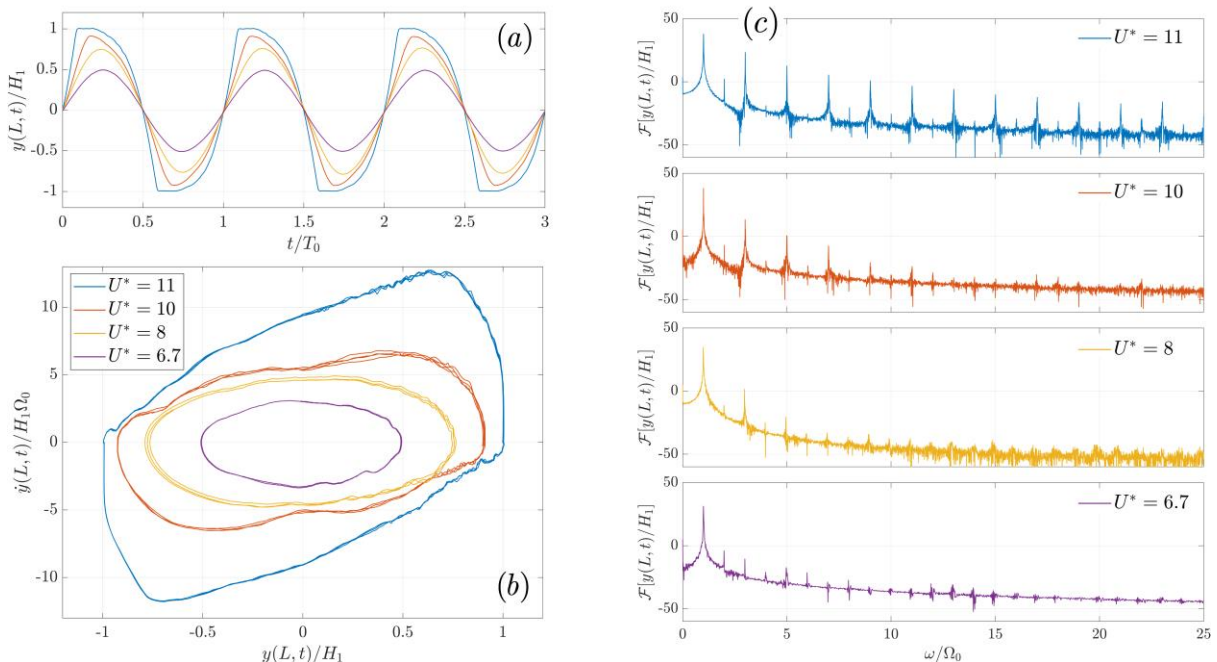 (a)
y(L, t)/H₁
1
0.5
0
-0.5
-1
0 0.5 1 1.5 2 2.5 3
t/T₀
U* = 11
U* = 10
U* = 8
U* = 6.7
(b)
ẏ(L, t)/H₁Ω₀
10
5
0
-5
-10
-1 -0.5 0 0.5 1
y(L, t)/H₁
(c)
U* = 11
F[y(L, t)/H₁]
50
0
-50
U* = 10
F[y(L, t)/H₁]
50
0
-50
U* = 8
F[y(L, t)/H₁]
50
0
-50
U* = 6.7
F[y(L, t)/H₁]
50
0
-50
0 5 10 15 20 25
ω/Ω₀